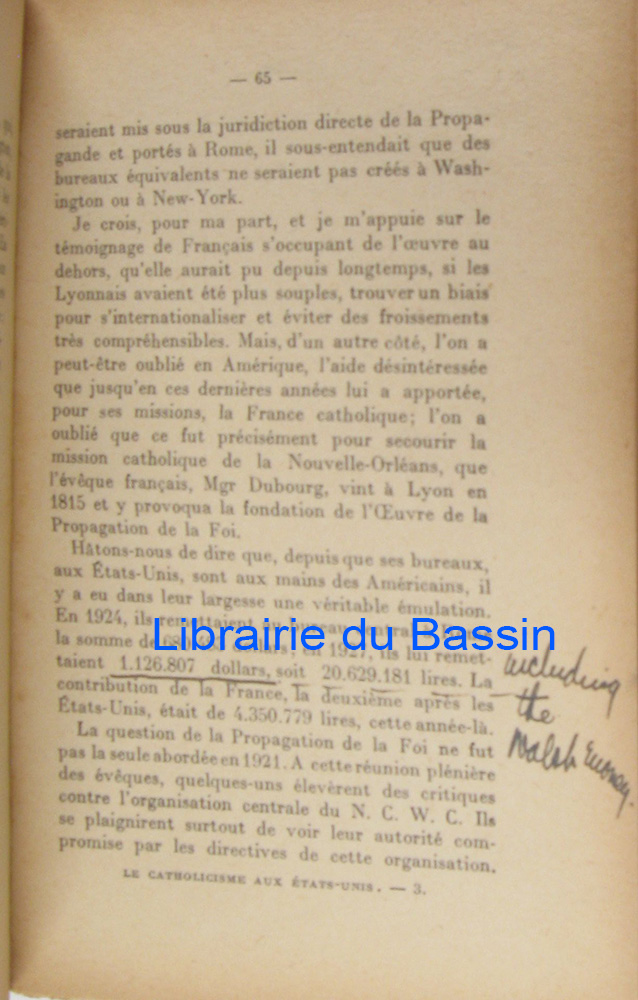 — 65 —
seraient mis sous la juridiction directe de la Propa-
gande et portés à Rome, il sous-entendait que des
bureaux équivalents ne seraient pas créés à Wash-
ington ou à New-York.
Je crois, pour ma part, et je m'appuie sur le
témoignage de Français s'occupant de l'œuvre au
dehors, qu'elle aurait pu depuis longtemps, si les
Lyonnais avaient été plus souples, trouver un biais
pour s'internationaliser et éviter des froissements
très compréhensibles. Mais, d'un autre côté, l'on a
peut-être oublié en Amérique, l'aide désintéressée
que jusqu'en ces dernières années lui a apportée,
pour ses missions, la France catholique; l'on a
oublié que ce fut précisément pour secourir la
mission catholique de la Nouvelle-Orléans, que
l'évêque français, Mgr Dubourg, vint à Lyon en
1815 et y provoqua la fondation de l'Œuvre de la
Propagation de la Foi.
Hâtons-nous de dire que, depuis que ses bureaux,
aux États-Unis, sont aux mains des Américains, il
y a eu dans leur largesse une véritable émulation.
En 1924, ils remettaient au bureau central
la somme de dollars; en 1927, ils lui remet-
taient 1.126.807 dollars, soit 20.629.181 lires. La
contribution de la France, la deuxième après les
États-Unis, était de 4.350.779 lires, cette année-là.
La question de la Propagation de la Foi ne fut
pas la seule abordée en 1921. A cette réunion plénière
des évêques, quelques-uns élevèrent des critiques
contre l'organisation centrale du N. C. W. C. Ils
se plaignirent surtout de voir leur autorité com-
promise par les directives de cette organisation.
LE CATHOLICISME AUX ÉTATS-UNIS. — 3.
including
the
Walsh
Librairie du Bassin